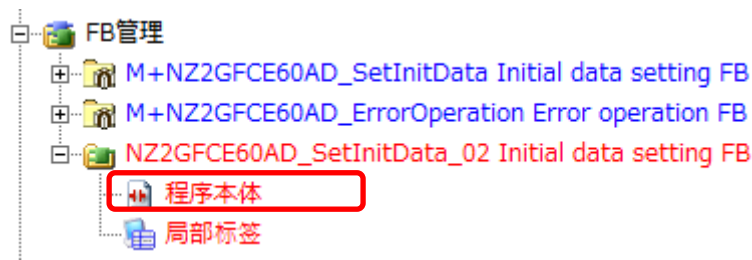 FB管理
M+NZ2GFCE60AD_SetInitData Initial data setting FB
M+NZ2GFCE60AD_ErrorOperation Error operation FB
NZ2GFCE60AD_SetInitData_02 Initial data setting FB
程序本体
局部标签